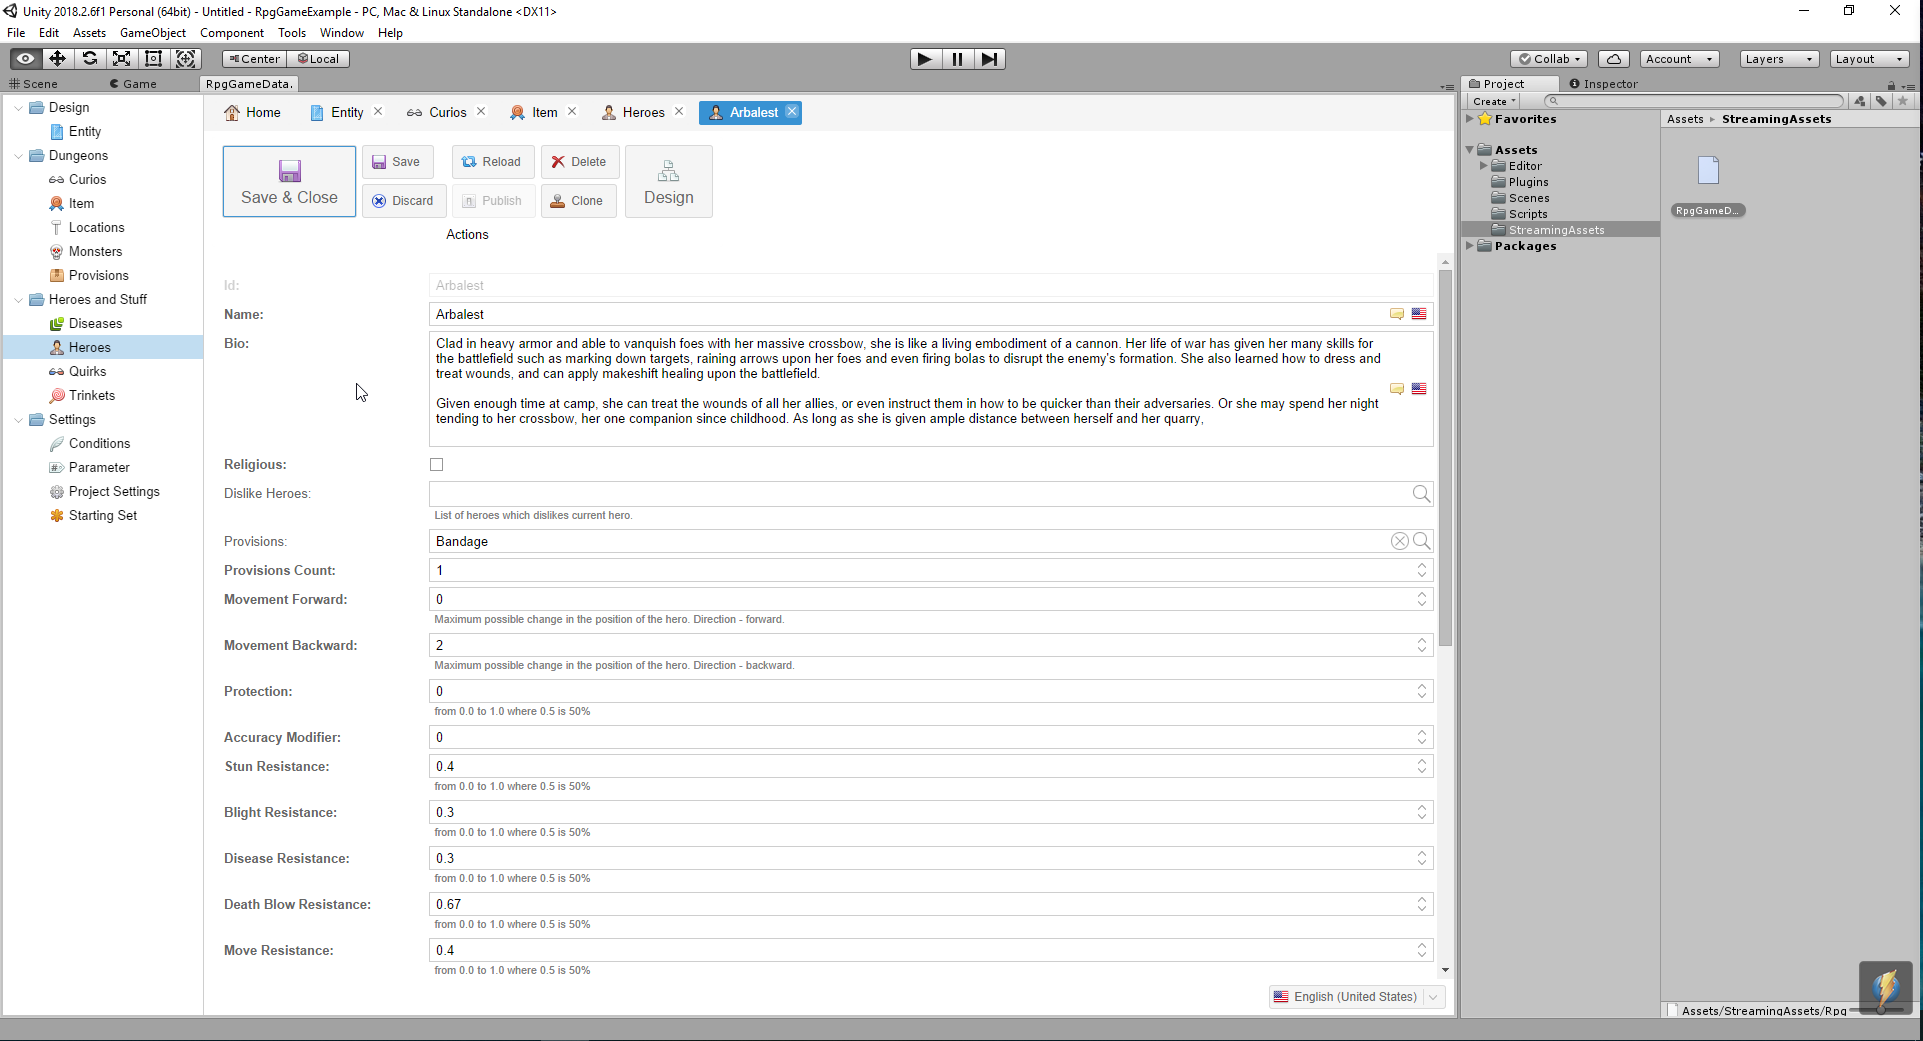 Unity 2018.2.6f1 Personal (64bit) - Untitled - RpgGameExample - PC, Mac & Linux Standalone <DX11>
File Edit Assets GameObject Component Tools Window Help
Center Local
Collab Account Layers Layout
Scene Game RpgGameData.
Project Inspector
Create
Design
Entity
Dungeons
Curios
Item
Locations
Monsters
Provisions
Heroes and Stuff
Diseases
Heroes
Quirks
Trinkets
Settings
Conditions
Parameter
Project Settings
Starting Set
Home Entity Curios Item Heroes Arbalest
Save & Close
Save
Discard
Reload
Publish
Delete
Clone
Design
Actions
Id: Arbalest
Name: Arbalest
Bio: Clad in heavy armor and able to vanquish foes with her massive crossbow, she is like a living embodiment of a cannon. Her life of war has given her many skills for
the battlefield such as marking down targets, raining arrows upon her foes and even firing bolas to disrupt the enemy's formation. She also learned how to dress and
treat wounds, and can apply makeshift healing upon the battlefield.
Given enough time at camp, she can treat the wounds of all her allies, or even instruct them in how to be quicker than their adversaries. Or she may spend her night
tending to her crossbow, her one companion since childhood. As long as she is given ample distance between herself and her quarry,
Religious:
Dislike Heroes:
List of heroes which dislikes current hero.
Provisions: Bandage
Provisions Count: 1
Movement Forward: 0
Maximum possible change in the position of the hero. Direction - forward.
Movement Backward: 2
Maximum possible change in the position of the hero. Direction - backward.
Protection: 0
from 0.0 to 1.0 where 0.5 is 50%
Accuracy Modifier: 0
Stun Resistance: 0.4
from 0.0 to 1.0 where 0.5 is 50%
Blight Resistance: 0.3
from 0.0 to 1.0 where 0.5 is 50%
Disease Resistance: 0.3
from 0.0 to 1.0 where 0.5 is 50%
Death Blow Resistance: 0.67
from 0.0 to 1.0 where 0.5 is 50%
Move Resistance: 0.4
from 0.0 to 1.0 where 0.5 is 50%
English (United States)
Favorites
Assets
Editor
Plugins
Scenes
Scripts
StreamingAssets
Packages
Assets ▸ StreamingAssets
RpgGameD...
Assets/StreamingAssets/Rpg